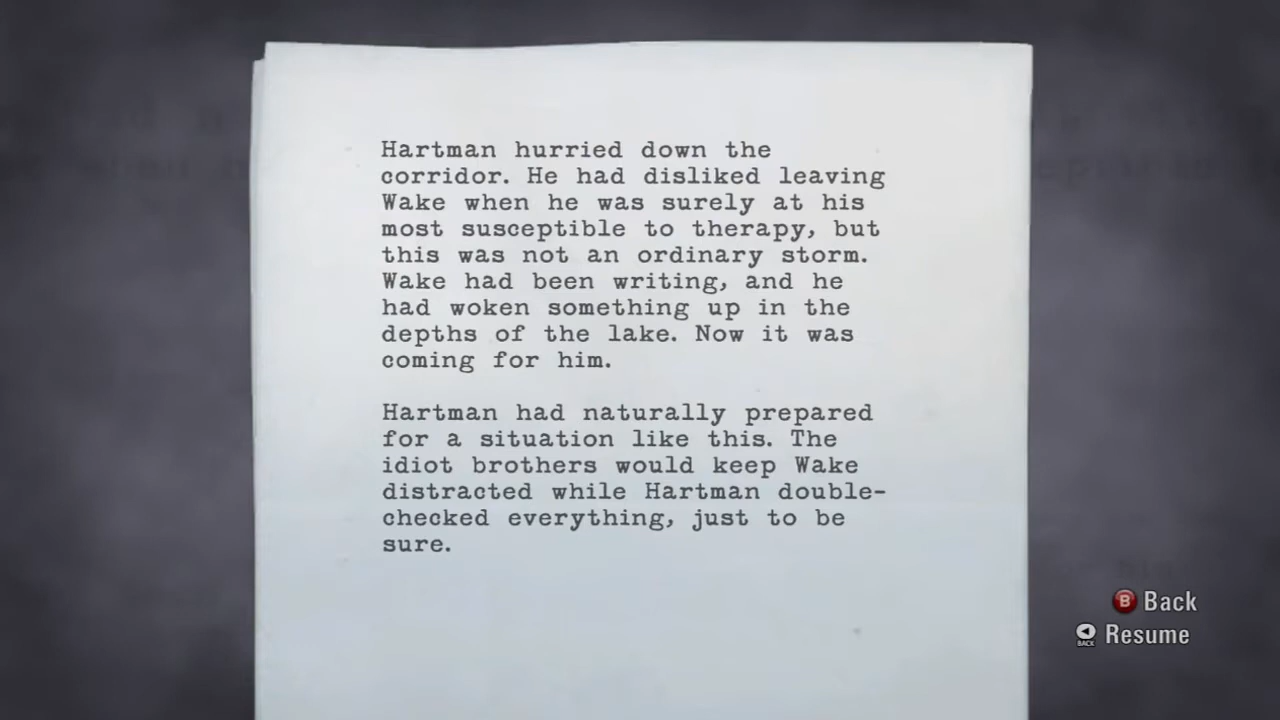 Hartman hurried down the
corridor. He had disliked leaving
Wake when he was surely at his
most susceptible to therapy, but
this was not an ordinary storm.
Wake had been writing, and he
had woken something up in the
depths of the lake. Now it was
coming for him.
Hartman had naturally prepared
for a situation like this. The
idiot brothers would keep Wake
distracted while Hartman double-
checked everything, just to be
sure.
B Back
BACK Resume